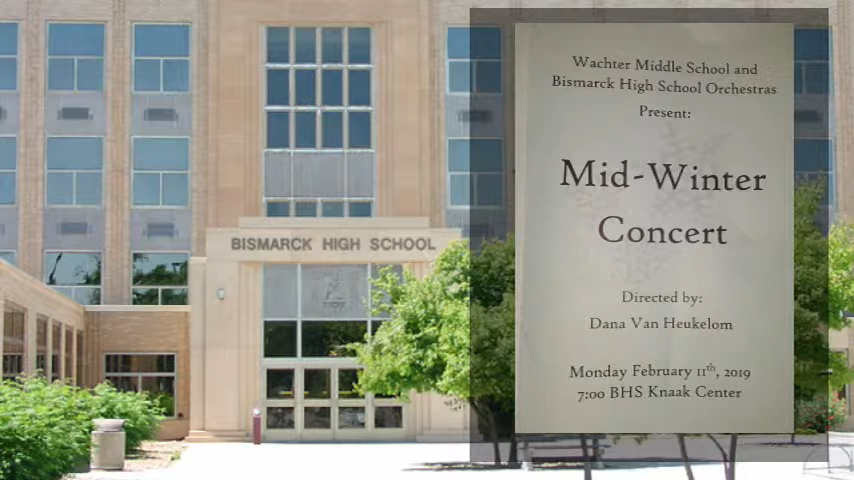 BISMARCK HIGH SCHOOL
Wachter Middle School and
Bismarck High School Orchestras
Present:
Mid-Winter
Concert
Directed by:
Dana Van Heukelom
Monday February 11th, 2019
7:00 BHS Knaak Center